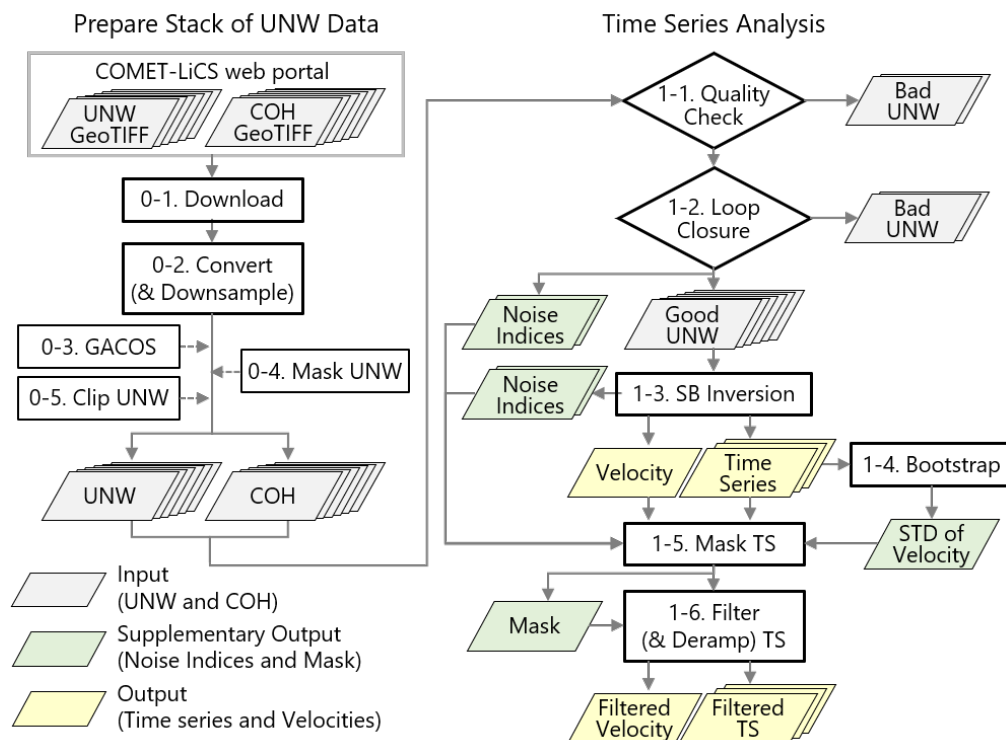 Prepare Stack of UNW Data
COMET-LiCS web portal
UNW
GeoTIFF
COH
GeoTIFF
0-1. Download
0-2. Convert
(& Downsample)
0-3. GACOS
0-4. Mask UNW
0-5. Clip UNW
UNW
COH
Input
(UNW and COH)
Supplementary Output
(Noise Indices and Mask)
Output
(Time series and Velocities)
Time Series Analysis
1-1. Quality
Check
Bad
UNW
1-2. Loop
Closure
Bad
UNW
Noise
Indices
Good
UNW
Noise
Indices
1-3. SB Inversion
Velocity
Time
Series
1-4. Bootstrap
1-5. Mask TS
STD of
Velocity
Mask
1-6. Filter
(& Deramp) TS
Filtered
Velocity
Filtered
TS